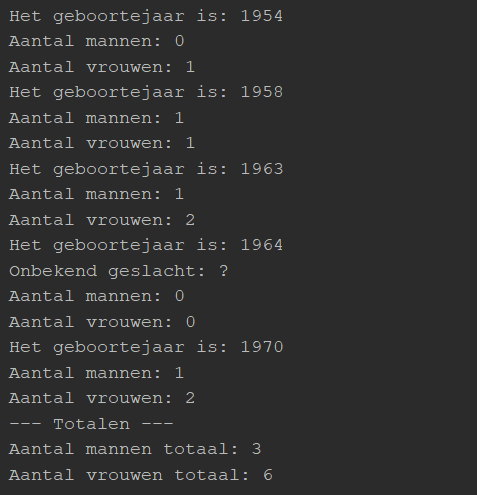 Het geboortejaar is: 1954
Aantal mannen: 0
Aantal vrouwen: 1
Het geboortejaar is: 1958
Aantal mannen: 1
Aantal vrouwen: 1
Het geboortejaar is: 1963
Aantal mannen: 1
Aantal vrouwen: 2
Het geboortejaar is: 1964
Onbekend geslacht: ?
Aantal mannen: 0
Aantal vrouwen: 0
Het geboortejaar is: 1970
Aantal mannen: 1
Aantal vrouwen: 2
--- Totalen ---
Aantal mannen totaal: 3
Aantal vrouwen totaal: 6